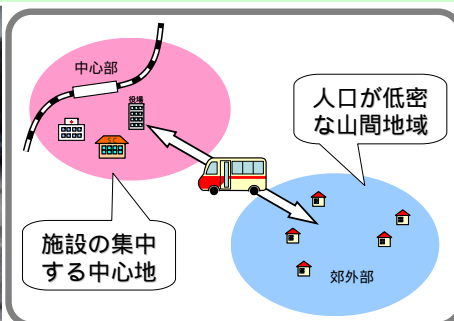 中心部
役場
人口が低密
な山間地域
施設の集中
する中心地
郊外部